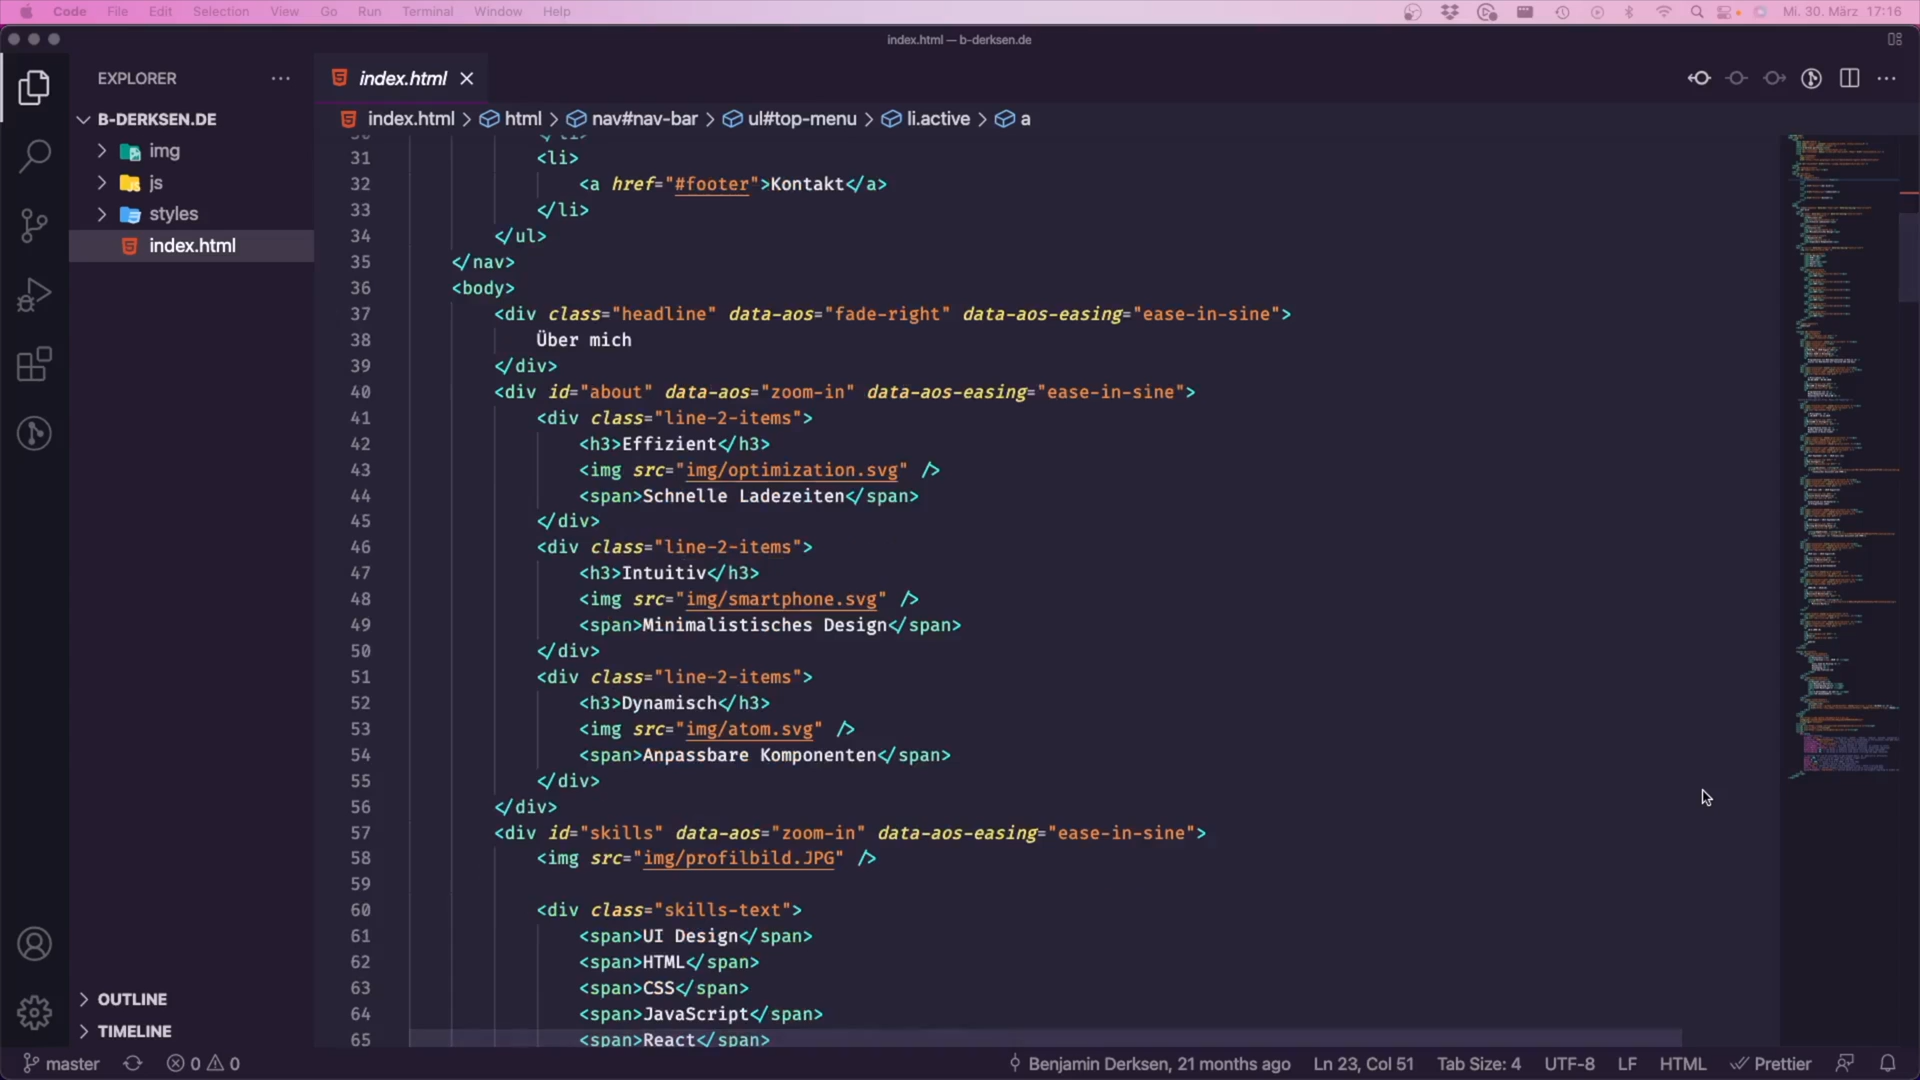 Code File Edit Selection View Go Run Terminal Window Help Mi. 30. März 17:16
index.html — b-derksen.de
EXPLORER ...
index.html
B-DERKSEN.DE
img
js
styles
index.html
index.html > html > nav#nav-bar > ul#top-menu > li.active > a
31 <li>
32 <a href="#footer">Kontakt</a>
33 </li>
34 </ul>
35 </nav>
36 <body>
37 <div class="headline" data-aos="fade-right" data-aos-easing="ease-in-sine">
38 Über mich
39 </div>
40 <div id="about" data-aos="zoom-in" data-aos-easing="ease-in-sine">
41 <div class="line-2-items">
42 <h3>Effizient</h3>
43 <img src="img/optimization.svg" />
44 <span>Schnelle Ladezeiten</span>
45 </div>
46 <div class="line-2-items">
47 <h3>Intuitiv</h3>
48 <img src="img/smartphone.svg" />
49 <span>Minimalistisches Design</span>
50 </div>
51 <div class="line-2-items">
52 <h3>Dynamisch</h3>
53 <img src="img/atom.svg" />
54 <span>Anpassbare Komponenten</span>
55 </div>
56 </div>
57 <div id="skills" data-aos="zoom-in" data-aos-easing="ease-in-sine">
58 <img src="img/profilbild.JPG" />
59
60 <div class="skills-text">
61 <span>UI Design</span>
62 <span>HTML</span>
63 <span>CSS</span>
64 <span>JavaScript</span>
65 <span>React</span>
OUTLINE
TIMELINE
master 0 0 Benjamin Derksen, 21 months ago Ln 23, Col 51 Tab Size: 4 UTF-8 LF HTML Prettier